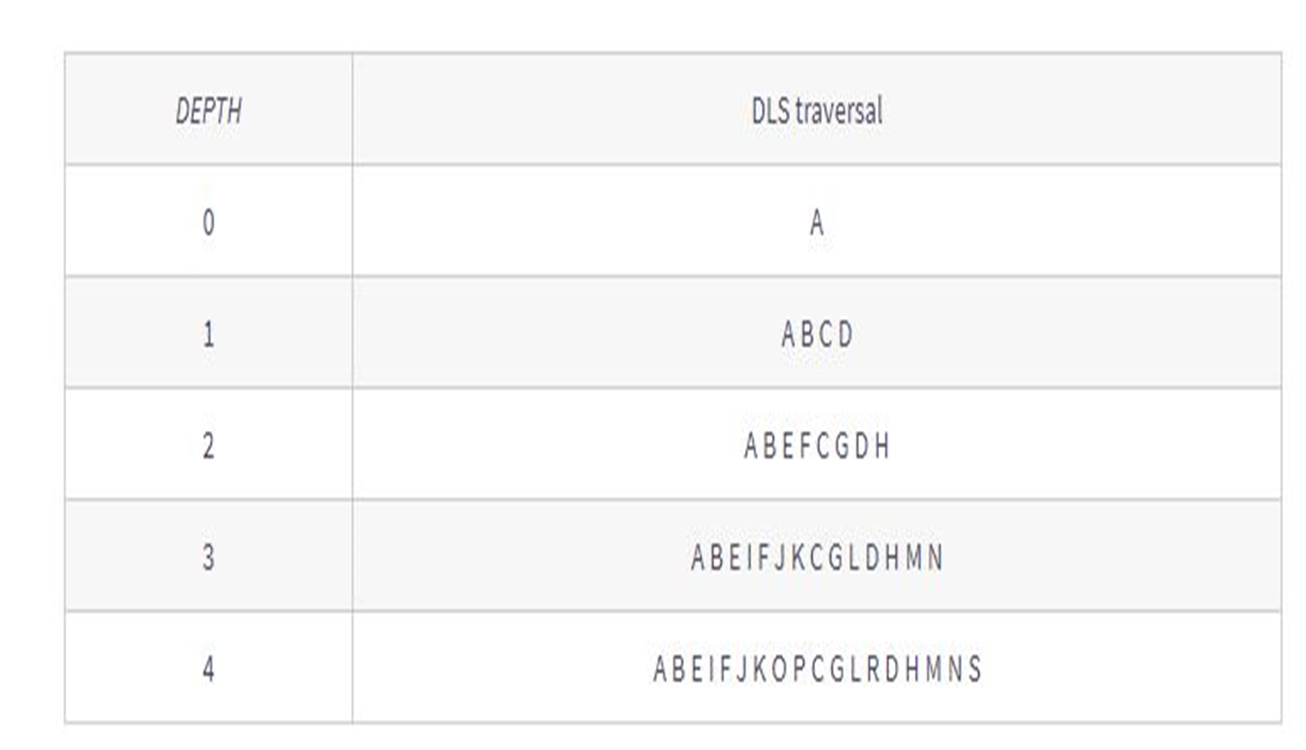 DEPTH DLS traversal
0 A
1 A B C D
2 A B E F C G D H
3 A B E I F J K C G L D H M N
4 A B E I F J K O P C G L R D H M N S